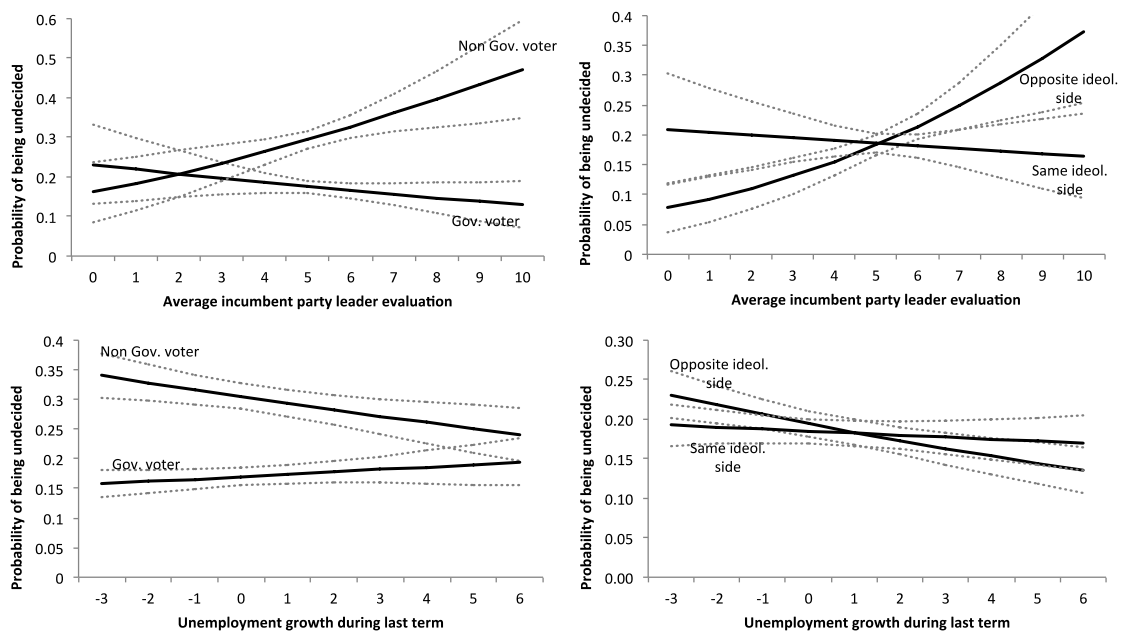 Probability of being undecided
0.6
0.5
0.4
0.3
0.2
0.1
0
Non Gov. voter
Gov. voter
0 1 2 3 4 5 6 7 8 9 10
Average incumbent party leader evaluation
Probability of being undecided
0.4
0.35
0.3
0.25
0.2
0.15
0.1
0.05
0
Opposite ideol.
side
Same ideol.
side
0 1 2 3 4 5 6 7 8 9 10
Average incumbent party leader evaluation
Probability of being undecided
0.4
0.35
0.3
0.25
0.2
0.15
0.1
0.05
0
Non Gov. voter
Gov. voter
-3 -2 -1 0 1 2 3 4 5 6
Unemployment growth during last term
Probability of being undecided
0.30
0.25
0.20
0.15
0.10
0.05
0.00
Opposite ideol.
side
Same ideol.
side
-3 -2 -1 0 1 2 3 4 5 6
Unemployment growth during last term